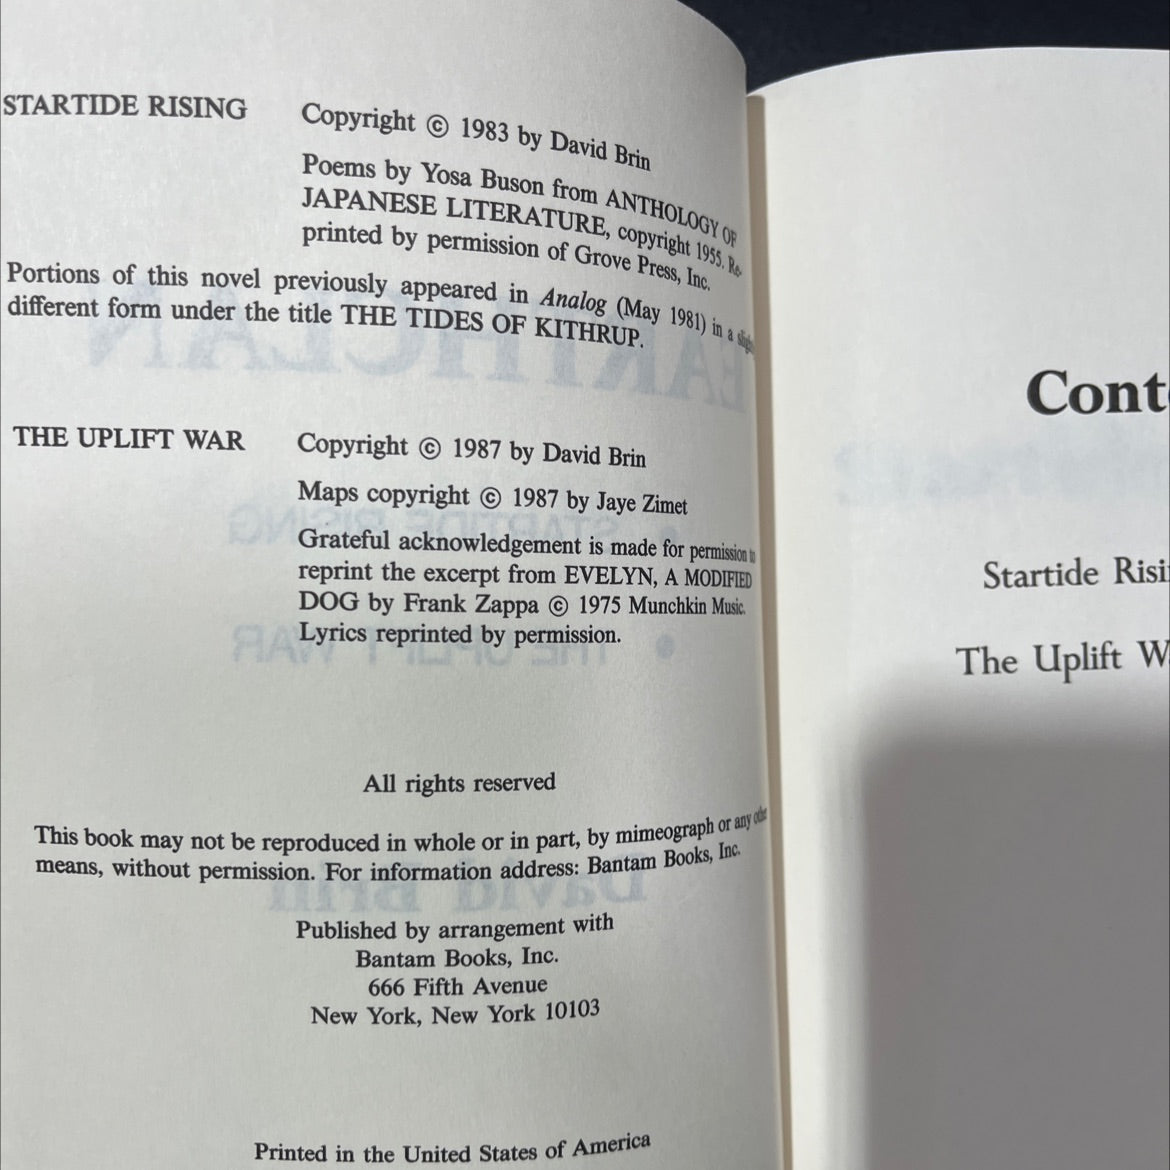 STARTIDE RISING Copyright © 1983 by David Brin
Poems by Yosa Buson from ANTHOLOGY OF
JAPANESE LITERATURE, copyright 1955. Re-
printed by permission of Grove Press, Inc.
Portions of this novel previously appeared in Analog (May 1981) in a
different form under the title THE TIDES OF KITHRUP.
THE UPLIFT WAR Copyright © 1987 by David Brin
Maps copyright © 1987 by Jaye Zimet
Grateful acknowledgement is made for permission to
reprint the excerpt from EVELYN, A MODIFIED
DOG by Frank Zappa © 1975 Munchkin Music.
Lyrics reprinted by permission.
All rights reserved
This book may not be reproduced in whole or in part, by mimeograph or any other
means, without permission. For information address: Bantam Books, Inc.
Published by arrangement with
Bantam Books, Inc.
666 Fifth Avenue
New York, New York 10103
Printed in the United States of America
Cont
Startide Risi
The Uplift W